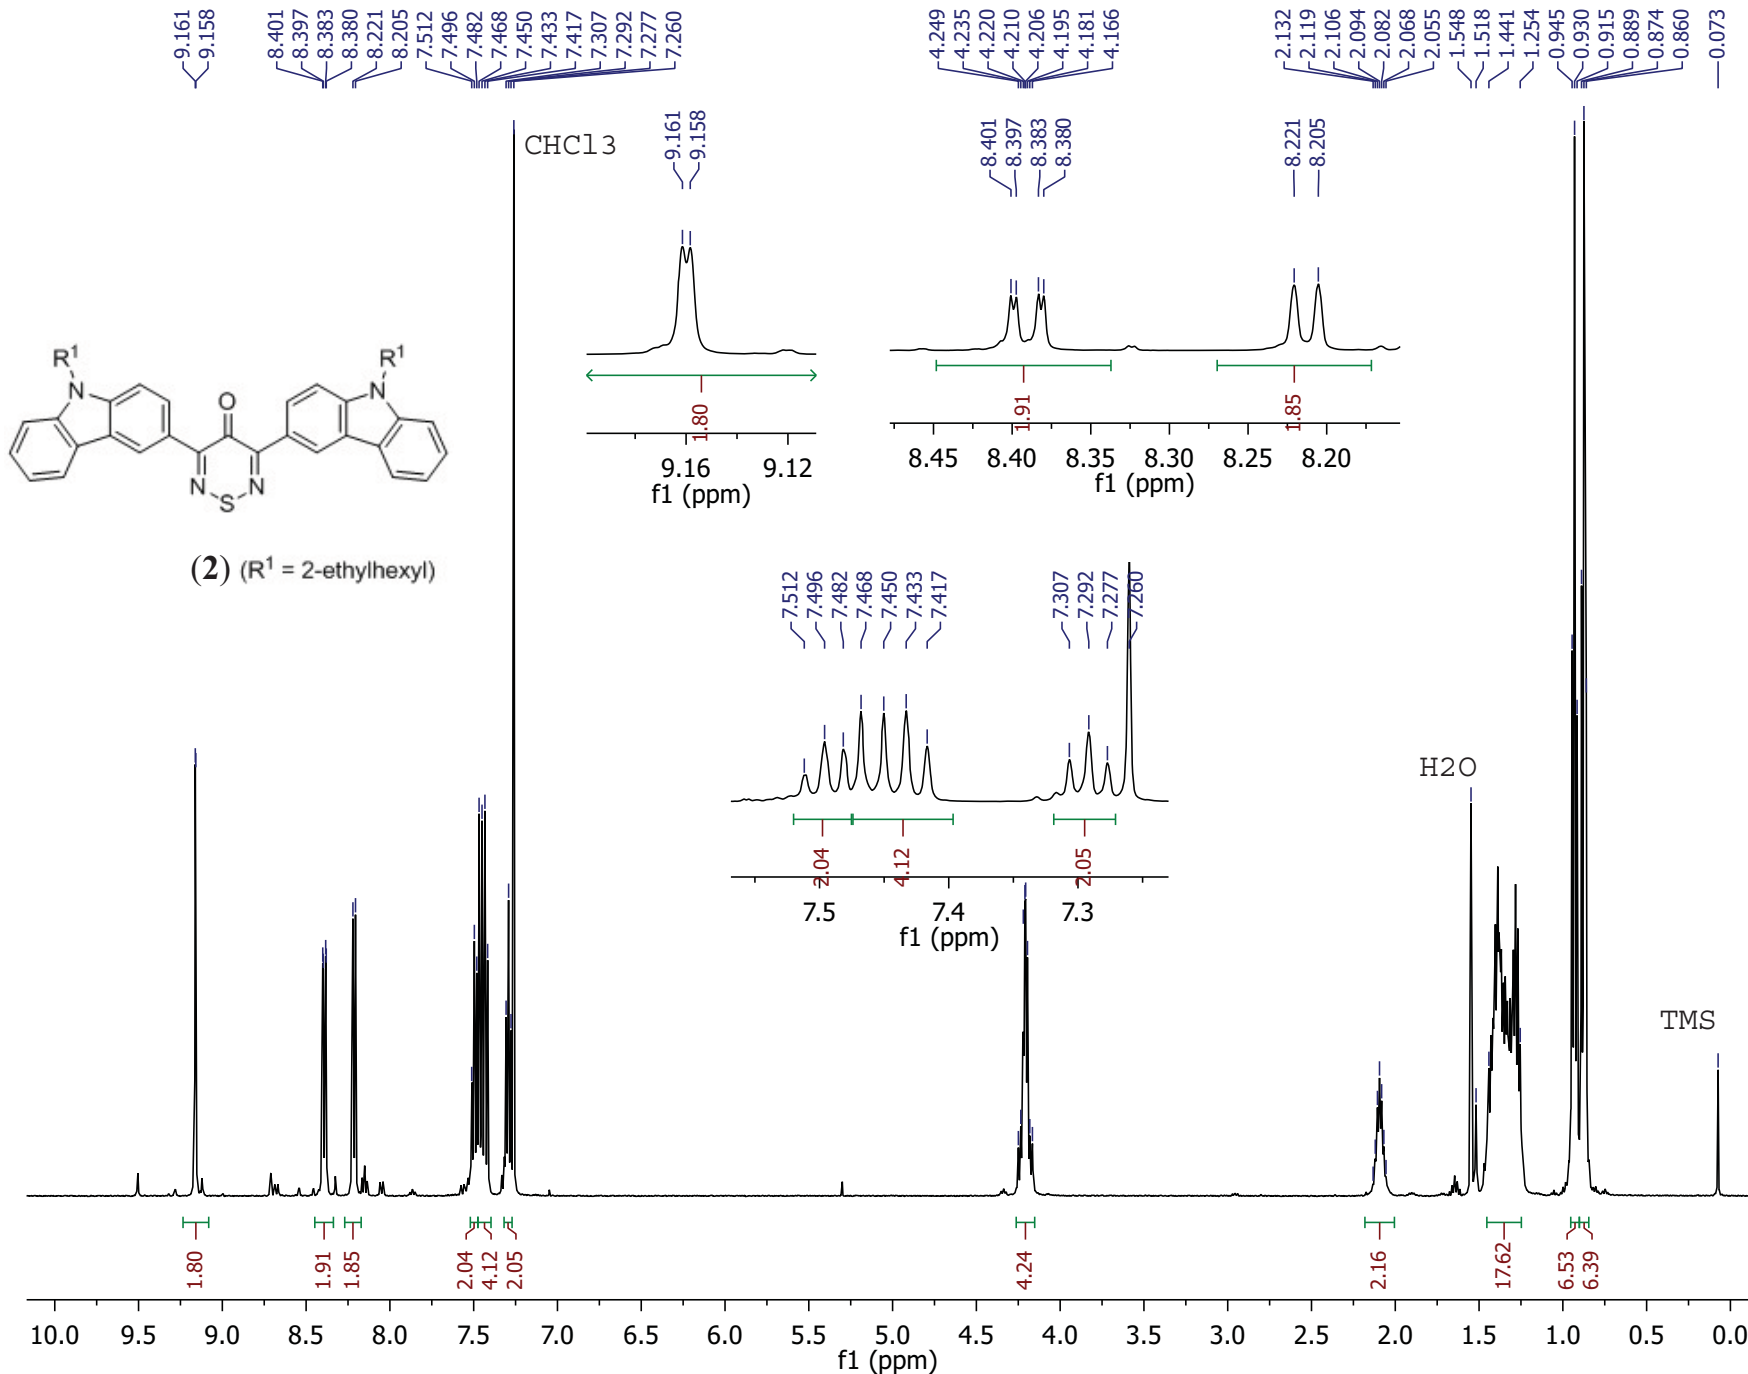 9.161 9.158 8.401 8.397 8.383 8.380 8.221 8.205 7.512 7.496 7.482 7.468 7.450 7.433 7.417 7.307 7.292 7.277 7.260 4.249 4.235 4.220 4.210 4.206 4.195 4.181 4.166 2.132 2.119 2.106 2.094 2.082 2.068 2.055 1.548 1.518 1.441 1.254 0.945 0.930 0.915 0.889 0.874 0.860 0.073
CHCl3
9.161 9.158
1.80
9.16 9.12
f1 (ppm)
8.401 8.397 8.383 8.380 8.221 8.205
1.91 1.85
8.45 8.40 8.35 8.30 8.25 8.20
f1 (ppm)
R1 R1
N O N
N S N
(2) (R1 = 2-ethylhexyl)
7.512 7.496 7.482 7.468 7.450 7.433 7.417 7.307 7.292 7.277 7.260
2.04 4.12 2.05
7.5 7.4 7.3
f1 (ppm)
H2O
TMS
1.80 1.91 1.85 2.04 4.12 2.05 4.24 2.16 17.62 6.53 6.39
10.0 9.5 9.0 8.5 8.0 7.5 7.0 6.5 6.0 5.5 5.0 4.5 4.0 3.5 3.0 2.5 2.0 1.5 1.0 0.5 0.0
f1 (ppm)